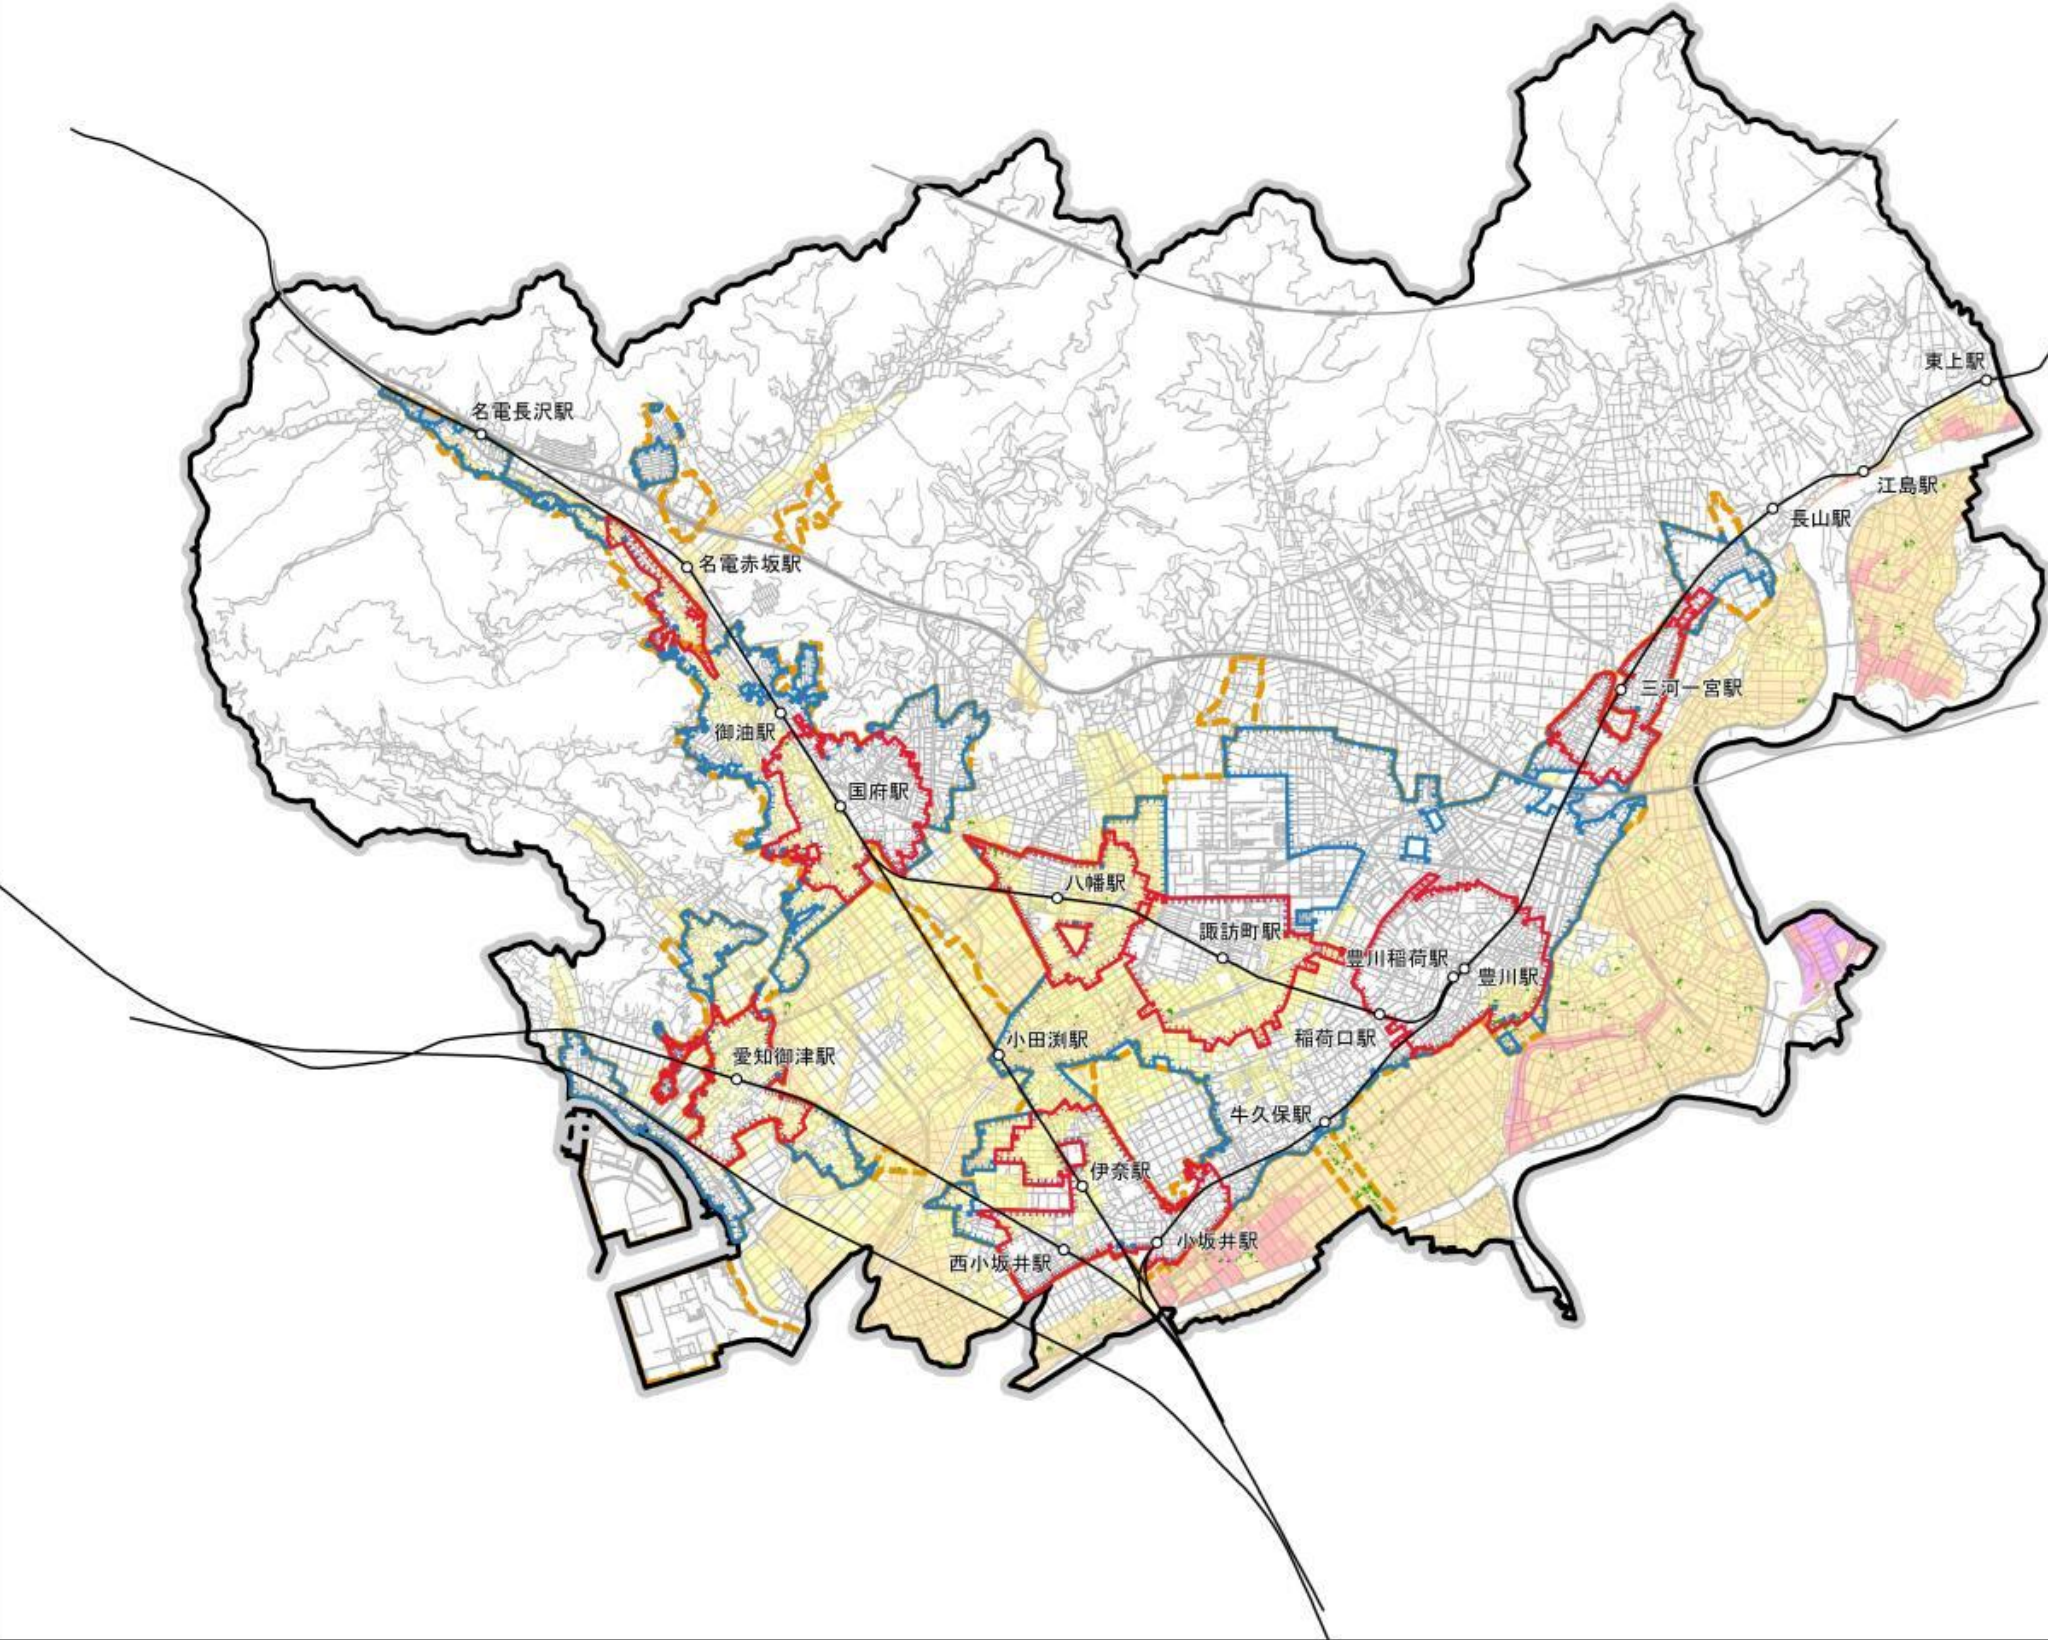 東上駅
名電長沢駅
江島駅
長山駅
名電赤坂駅
三河一宮駅
御油駅
国府駅
八幡駅
諏訪町駅
豊川稲荷駅
豊川駅
稲荷口駅
小田渕駅
愛知御津駅
牛久保駅
伊奈駅
小坂井駅
西小坂井駅